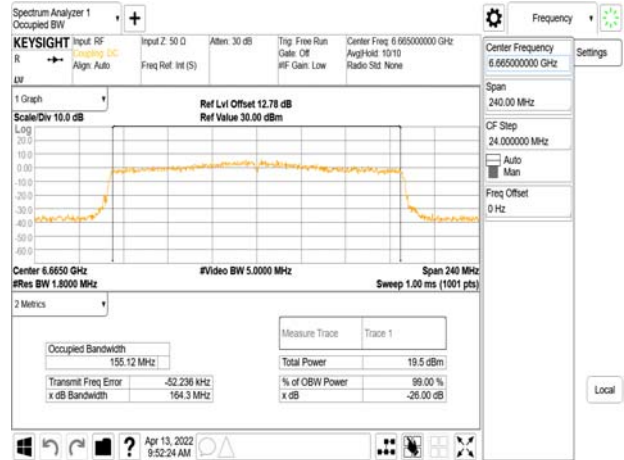 Spectrum Analyzer 1
Occupied BW
+
Frequency
Settings
KEYSIGHT
R
LV
Input: RF
Coupling: DC
Align: Auto
Input Z: 50 Ω
Freq Ref: Int (S)
Atten: 30 dB
Trig: Free Run
Gate: Off
#IF Gain: Low
Center Freq: 6.665000000 GHz
Avg|Hold: 10/10
Radio Std: None
Center Frequency
6.665000000 GHz
Span
240.00 MHz
CF Step
24.000000 MHz
Auto
Man
Freq Offset
0 Hz
Local
1 Graph
Scale/Div 10.0 dB
Ref Lvl Offset 12.78 dB
Ref Value 30.00 dBm
Log
20.0
10.0
0.00
-10.0
-20.0
-30.0
-40.0
-50.0
-60.0
Center 6.6650 GHz
#Res BW 1.8000 MHz
#Video BW 5.0000 MHz
Span 240 MHz
Sweep 1.00 ms (1001 pts)
2 Metrics
Measure Trace Trace 1
Occupied Bandwidth
155.12 MHz
Total Power 19.5 dBm
Transmit Freq Error -52.236 kHz
% of OBW Power 99.00 %
x dB Bandwidth 164.3 MHz
x dB -26.00 dB
?
Apr 13, 2022
9:52:24 AM